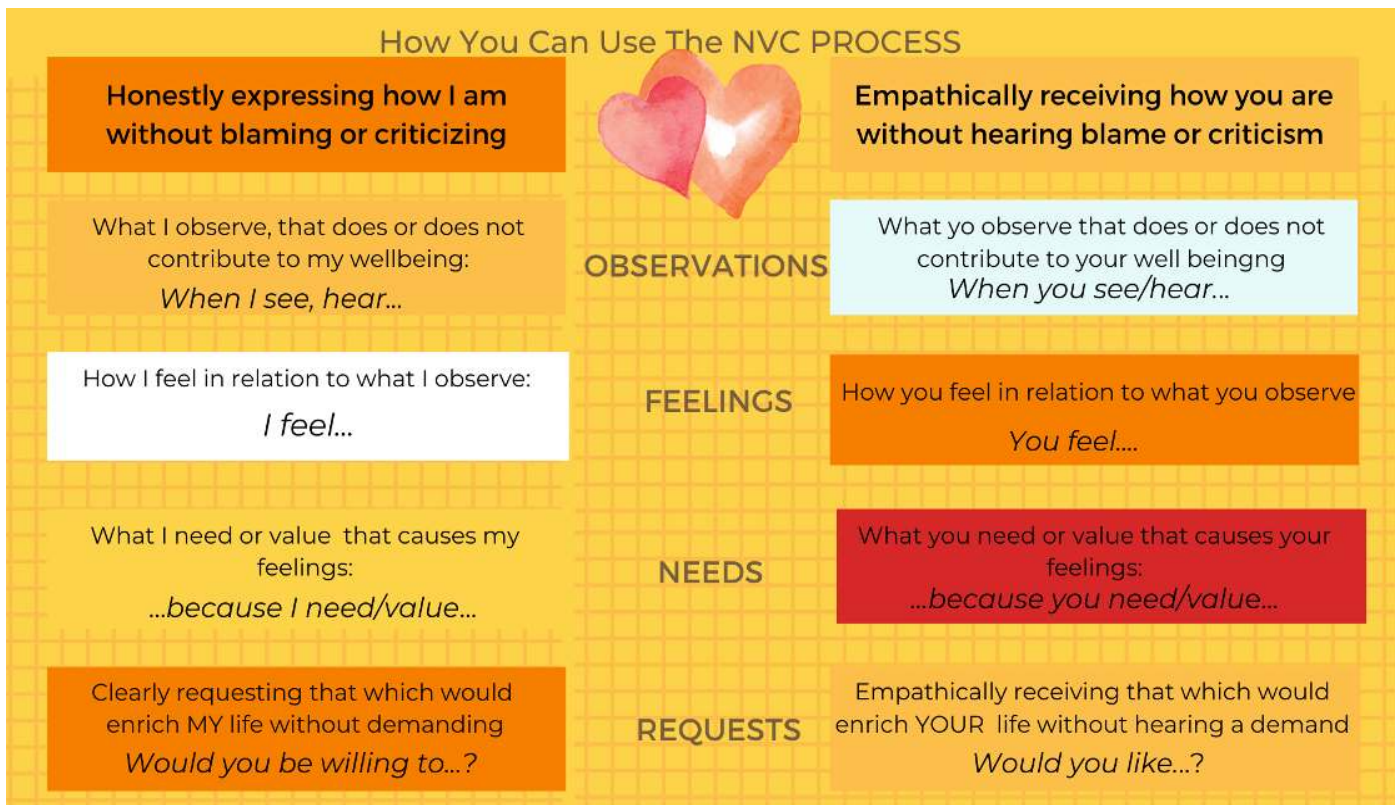 How You Can Use The NVC PROCESS
Honestly expressing how I am
without blaming or criticizing
Empathically receiving how you are
without hearing blame or criticism
What I observe, that does or does not
contribute to my wellbeing:
When I see, hear...
OBSERVATIONS
What yo observe that does or does not
contribute to your well beingng
When you see/hear...
How I feel in relation to what I observe:
I feel...
FEELINGS
How you feel in relation to what you observe
You feel....
What I need or value that causes my
feelings:
...because I need/value...
NEEDS
What you need or value that causes your
feelings:
...because you need/value...
Clearly requesting that which would
enrich MY life without demanding
Would you be willing to...?
REQUESTS
Empathically receiving that which would
enrich YOUR life without hearing a demand
Would you like...?